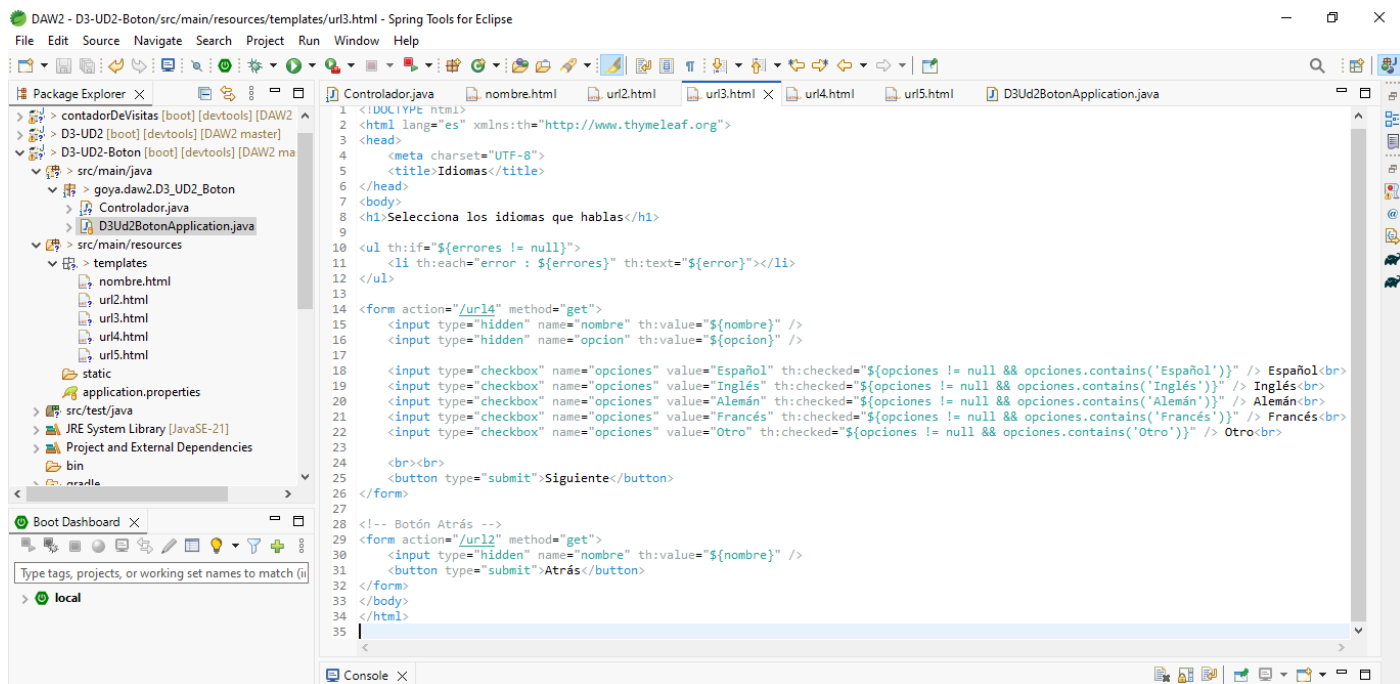 DAW2 - D3-UD2-Boton/src/main/resources/templates/url3.html - Spring Tools for Eclipse
File Edit Source Navigate Search Project Run Window Help
Package Explorer
> contadorDeVisitas [boot] [devtools] [DAW2
> D3-UD2 [boot] [devtools] [DAW2 master]
> D3-UD2-Boton [boot] [devtools] [DAW2 ma
> src/main/java
> goya.daw2.D3_UD2_Boton
Controlador.java
D3Ud2BotonApplication.java
> src/main/resources
> templates
nombre.html
url2.html
url3.html
url4.html
url5.html
static
application.properties
src/test/java
JRE System Library [JavaSE-21]
Project and External Dependencies
bin
gradle
Boot Dashboard
Type tags, projects, or working set names to match (i
local
Controlador.java nombre.html url2.html url3.html url4.html url5.html D3Ud2BotonApplication.java
1 <!DOCTYPE html>
2 <html lang="es" xmlns:th="http://www.thymeleaf.org">
3 <head>
4     <meta charset="UTF-8">
5     <title>Idiomas</title>
6 </head>
7 <body>
8 <h1>Selecciona los idiomas que hablas</h1>
9
10 <ul th:if="${errores != null}">
11     <li th:each="error : ${errores}" th:text="${error}"></li>
12 </ul>
13
14 <form action="/url4" method="get">
15     <input type="hidden" name="nombre" th:value="${nombre}" />
16     <input type="hidden" name="opcion" th:value="${opcion}" />
17
18     <input type="checkbox" name="opciones" value="Español" th:checked="${opciones != null && opciones.contains('Español')}" /> Español<br>
19     <input type="checkbox" name="opciones" value="Inglés" th:checked="${opciones != null && opciones.contains('Inglés')}" /> Inglés<br>
20     <input type="checkbox" name="opciones" value="Alemán" th:checked="${opciones != null && opciones.contains('Alemán')}" /> Alemán<br>
21     <input type="checkbox" name="opciones" value="Francés" th:checked="${opciones != null && opciones.contains('Francés')}" /> Francés<br>
22     <input type="checkbox" name="opciones" value="Otro" th:checked="${opciones != null && opciones.contains('Otro')}" /> Otro<br>
23
24     <br><br>
25     <button type="submit">Siguiente</button>
26 </form>
27
28 <!-- Botón Atrás -->
29 <form action="/url2" method="get">
30     <input type="hidden" name="nombre" th:value="${nombre}" />
31     <button type="submit">Atrás</button>
32 </form>
33 </body>
34 </html>
35
Console